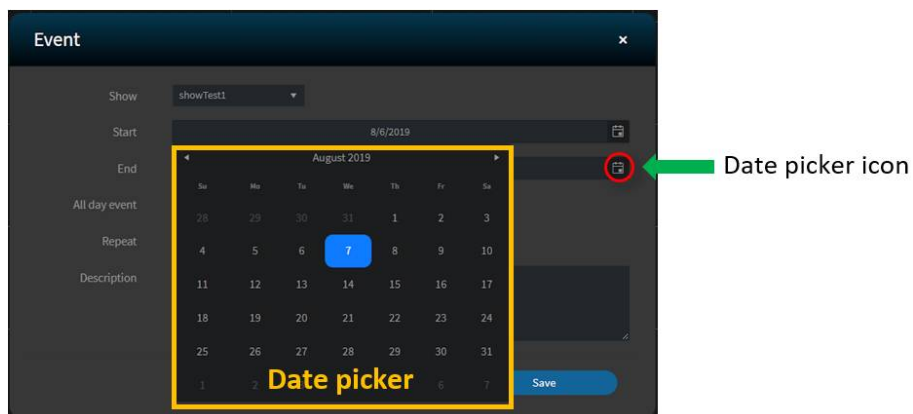 Event ×
Show showTest1
Start 8/6/2019
End
Date picker icon
All day event
Repeat
Description
August 2019
Su Mo Tu We Th Fr Sa
28 29 30 31 1 2 3
4 5 6 7 8 9 10
11 12 13 14 15 16 17
18 19 20 21 22 23 24
25 26 27 28 29 30 31
1 2 6 7
Date picker
Save